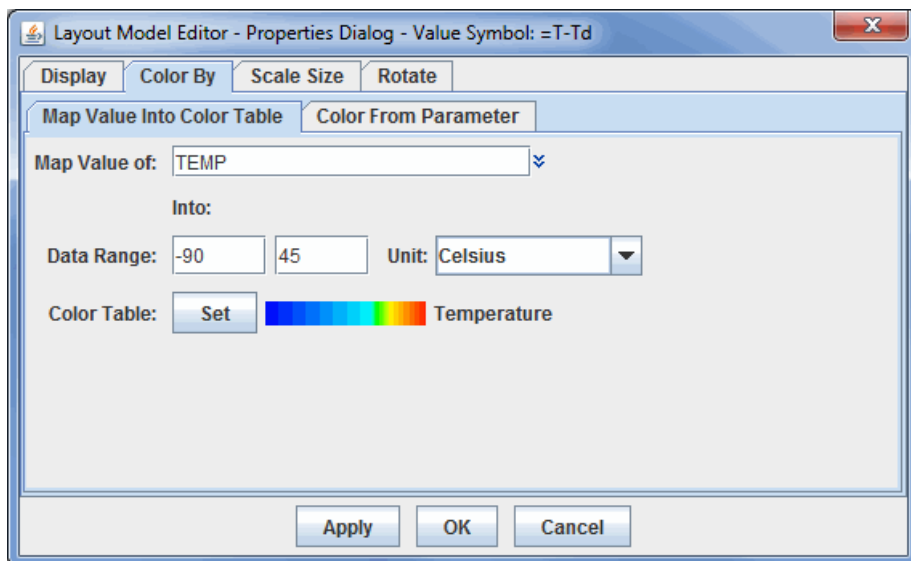 Layout Model Editor - Properties Dialog - Value Symbol: =T-Td
Display Color By Scale Size Rotate
Map Value Into Color Table Color From Parameter
Map Value of: TEMP
Into:
Data Range: -90 45 Unit: Celsius
Color Table: Set Temperature
Apply OK Cancel